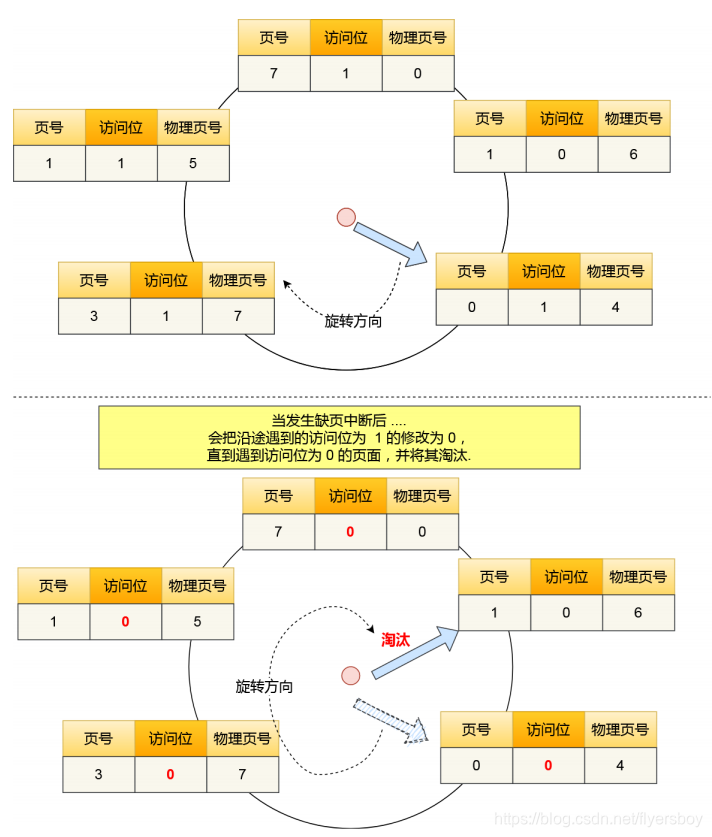 页号 访问位 物理页号
7 1 0
页号 访问位 物理页号
1 1 5
页号 访问位 物理页号
1 0 6
页号 访问位 物理页号
3 1 7
页号 访问位 物理页号
0 1 4
旋转方向
当发生缺页中断后 ....
会把沿途遇到的访问位为 1 的修改为 0，
直到遇到访问位为 0 的页面，并将其淘汰.
页号 访问位 物理页号
7 0 0
页号 访问位 物理页号
1 0 5
页号 访问位 物理页号
1 0 6
淘汰
旋转方向
页号 访问位 物理页号
3 0 7
页号 访问位 物理页号
0 0 4
https://blog.csdn.net/flyersboy